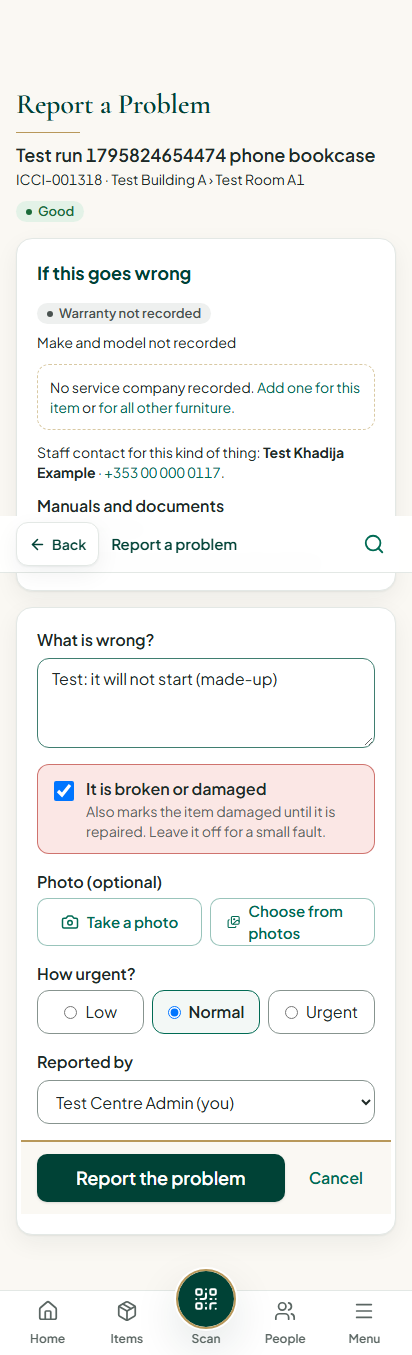 Report a Problem
Test run 1795824654474 phone bookcase
ICCI-001318 · Test Building A › Test Room A1
Good
If this goes wrong
Warranty not recorded
Make and model not recorded
No service company recorded. Add one for this
item or for all other furniture.
Staff contact for this kind of thing: Test Khadija
Example · +353 00 000 0117.
Manuals and documents
Back
Report a problem
What is wrong?
Test: it will not start (made-up)
It is broken or damaged
Also marks the item damaged until it is
repaired. Leave it off for a small fault.
Photo (optional)
Take a photo
Choose from
photos
How urgent?
Low
Normal
Urgent
Reported by
Test Centre Admin (you)
Report the problem
Cancel
Home
Items
Scan
People
Menu